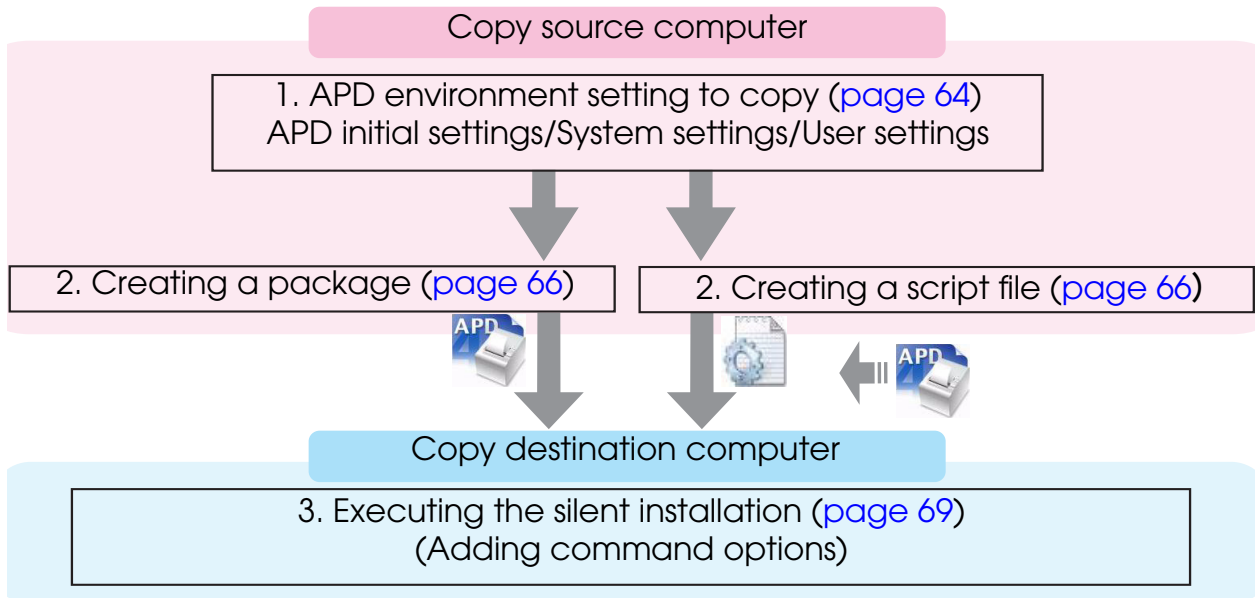 Copy source computer
1. APD environment setting to copy (page 64)
APD initial settings/System settings/User settings
2. Creating a package (page 66)
2. Creating a script file (page 66)
APD
APD
Copy destination computer
3. Executing the silent installation (page 69)
(Adding command options)